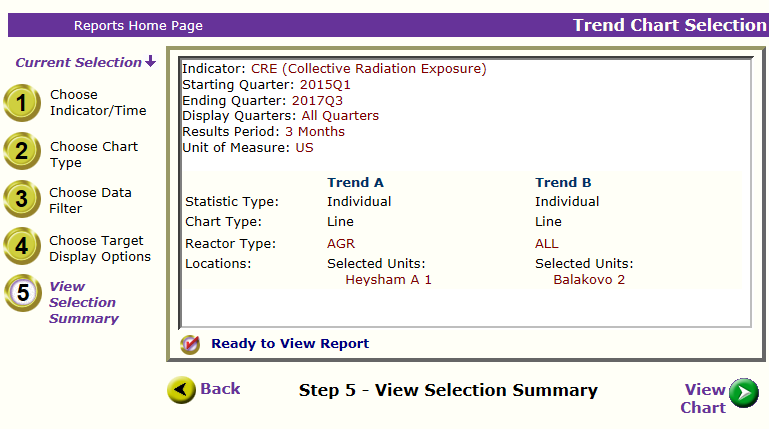 Reports Home Page
Trend Chart Selection
Current Selection
1 Choose
Indicator/Time
2 Choose Chart
Type
3 Choose Data
Filter
4 Choose Target
Display Options
5 View
Selection
Summary
Indicator: CRE (Collective Radiation Exposure)
Starting Quarter: 2015Q1
Ending Quarter: 2017Q3
Display Quarters: All Quarters
Results Period: 3 Months
Unit of Measure: US
Trend A Trend B
Statistic Type: Individual Individual
Chart Type: Line Line
Reactor Type: AGR ALL
Locations: Selected Units: Selected Units:
Heysham A 1 Balakovo 2
Ready to View Report
Back
Step 5 - View Selection Summary
View
Chart